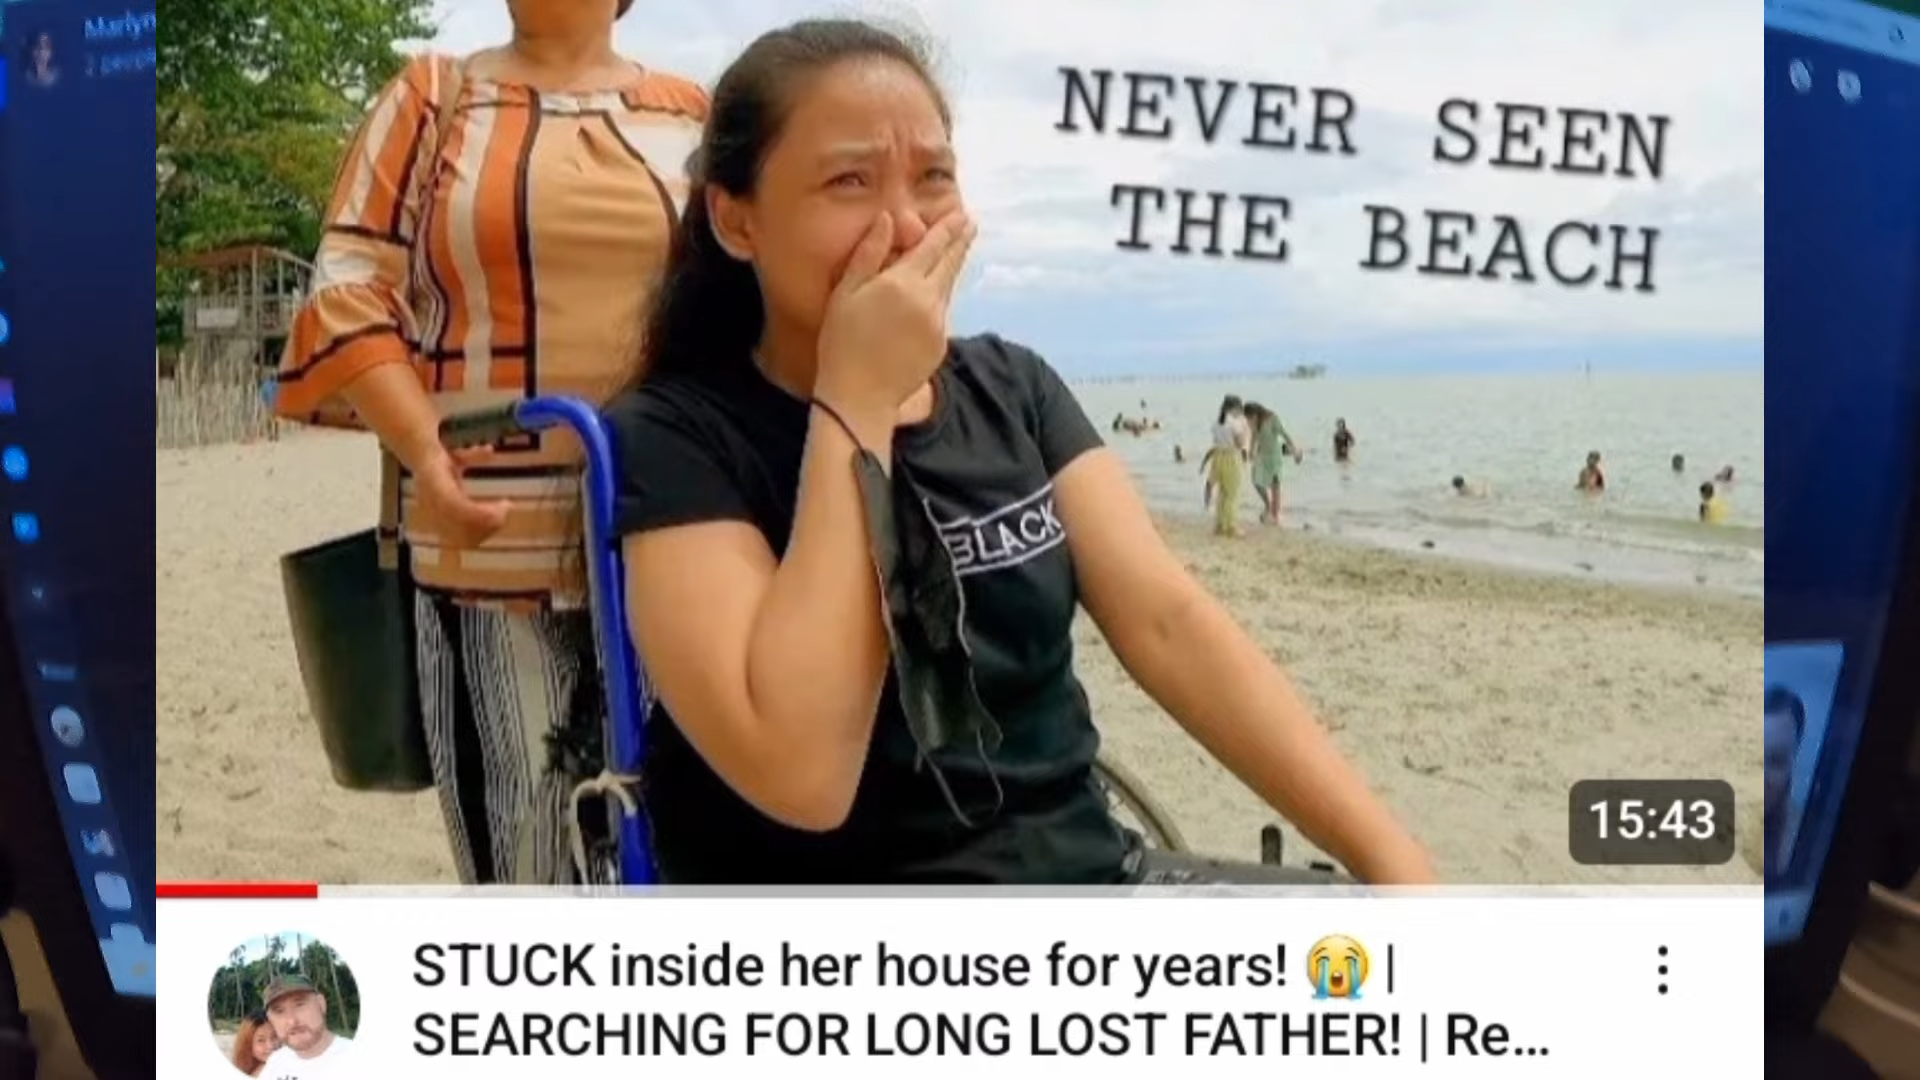 Marlyn
NEVER SEEN
THE BEACH
BLACK
15:43
STUCK inside her house for years! 😭 |
SEARCHING FOR LONG LOST FATHER! | Re...